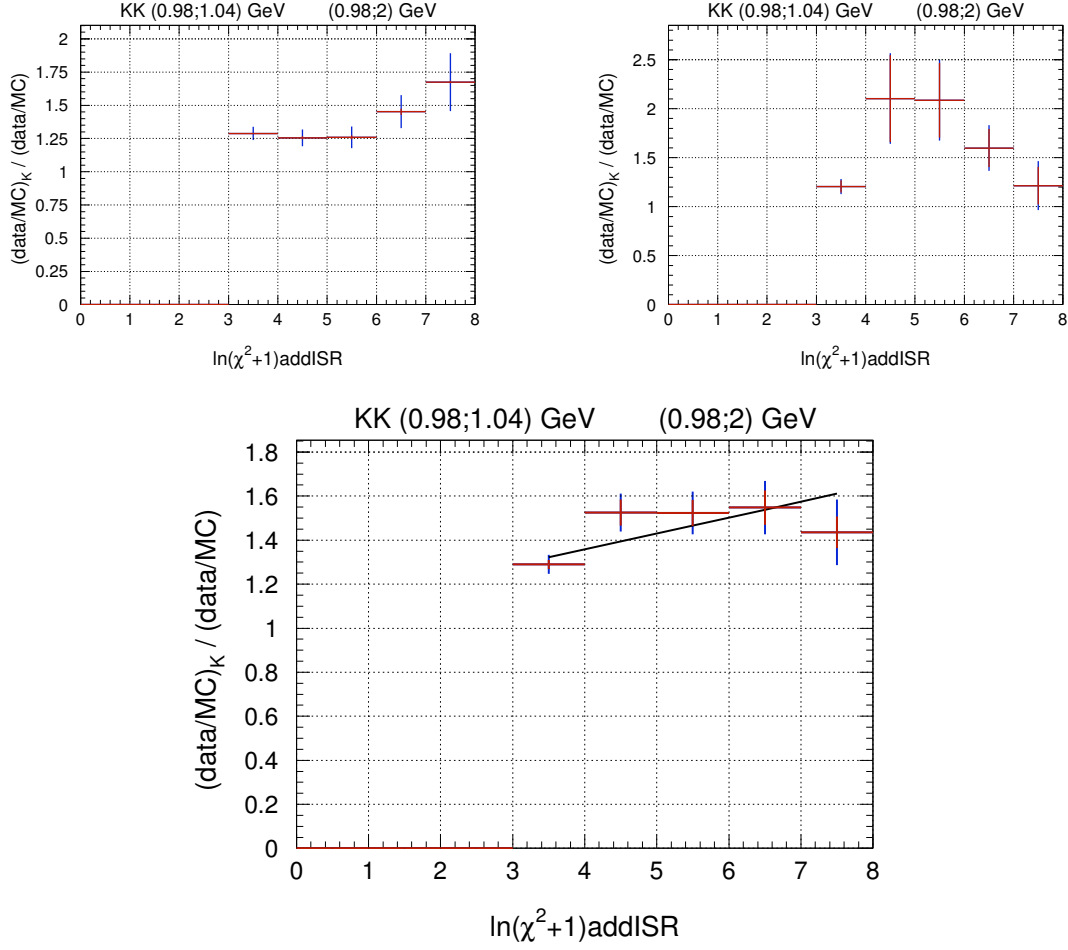 KK (0.98;1.04) GeV (0.98;2) GeV
(data/MC)K / (data/MC)
2
1.75
1.5
1.25
1
0.75
0.5
0.25
0
0 1 2 3 4 5 6 7 8
ln(χ²+1)addISR
KK (0.98;1.04) GeV (0.98;2) GeV
(data/MC)K / (data/MC)
2.5
2
1.5
1
0.5
0
0 1 2 3 4 5 6 7 8
ln(χ²+1)addISR
KK (0.98;1.04) GeV (0.98;2) GeV
(data/MC)K / (data/MC)
1.8
1.6
1.4
1.2
1
0.8
0.6
0.4
0.2
0
0 1 2 3 4 5 6 7 8
ln(χ²+1)addISR